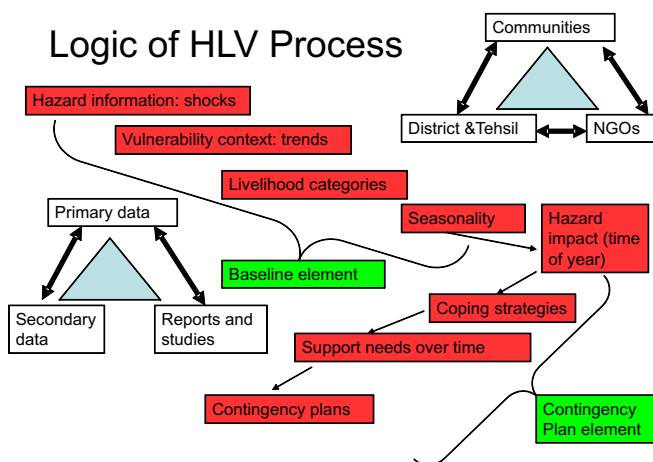 Logic of HLV Process
Communities
District &Tehsil
NGOs
Hazard information: shocks
Vulnerability context: trends
Livelihood categories
Primary data
Secondary
data
Reports and
studies
Seasonality
Hazard
impact (time
of year)
Baseline element
Coping strategies
Support needs over time
Contingency plans
Contingency
Plan element